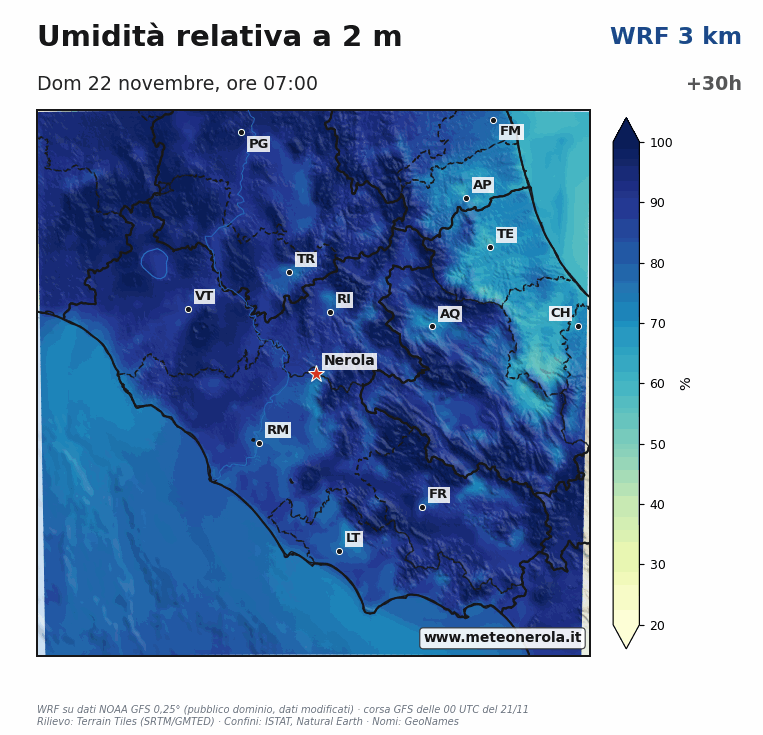 Umidità relativa a 2 m
WRF 3 km
Dom 22 novembre, ore 07:00
+30h
FM
PG
AP
TE
TR
VT
RI
AQ
CH
Nerola
RM
FR
LT
www.meteonerola.it
100
90
80
70
60
50
40
30
20
%
WRF su dati NOAA GFS 0,25° (pubblico dominio, dati modificati) · corsa GFS delle 00 UTC del 21/11
Rilievo: Terrain Tiles (SRTM/GMTED) · Confini: ISTAT, Natural Earth · Nomi: GeoNames